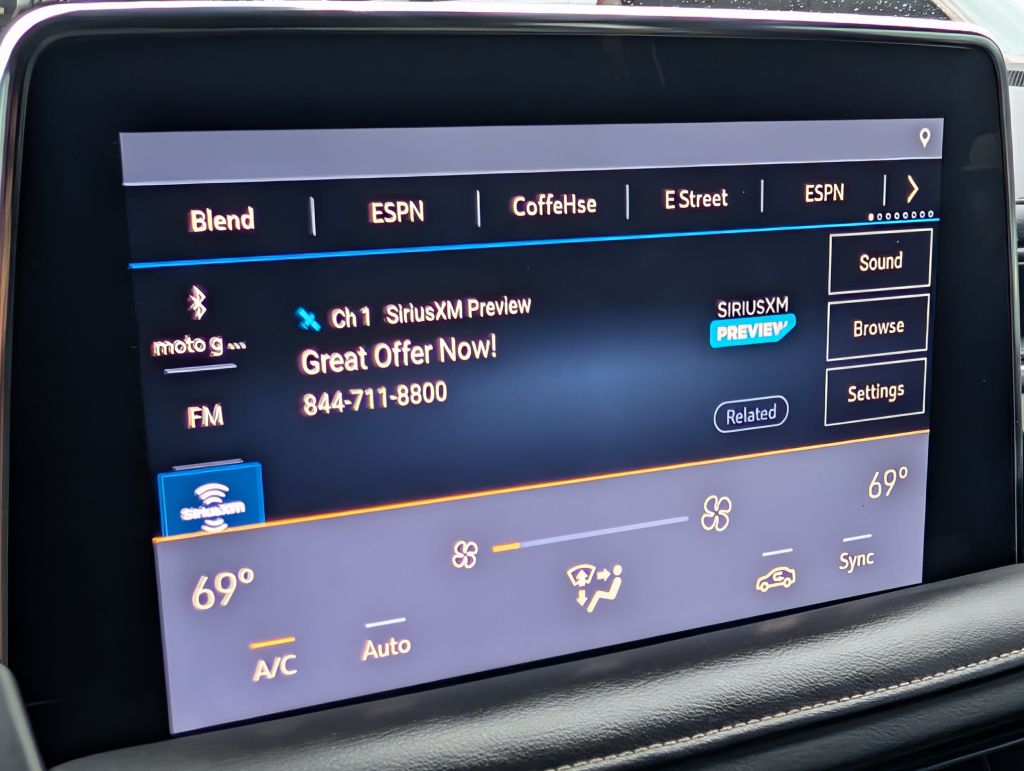 Blend
ESPN
CoffeHse
E Street
ESPN
Sound
Ch 1 SiriusXM Preview
SIRIUSXM
PREVIEW
Browse
moto g ...
Great Offer Now!
844-711-8800
Settings
FM
Related
SiriusXM
69°
69°
Sync
Auto
A/C